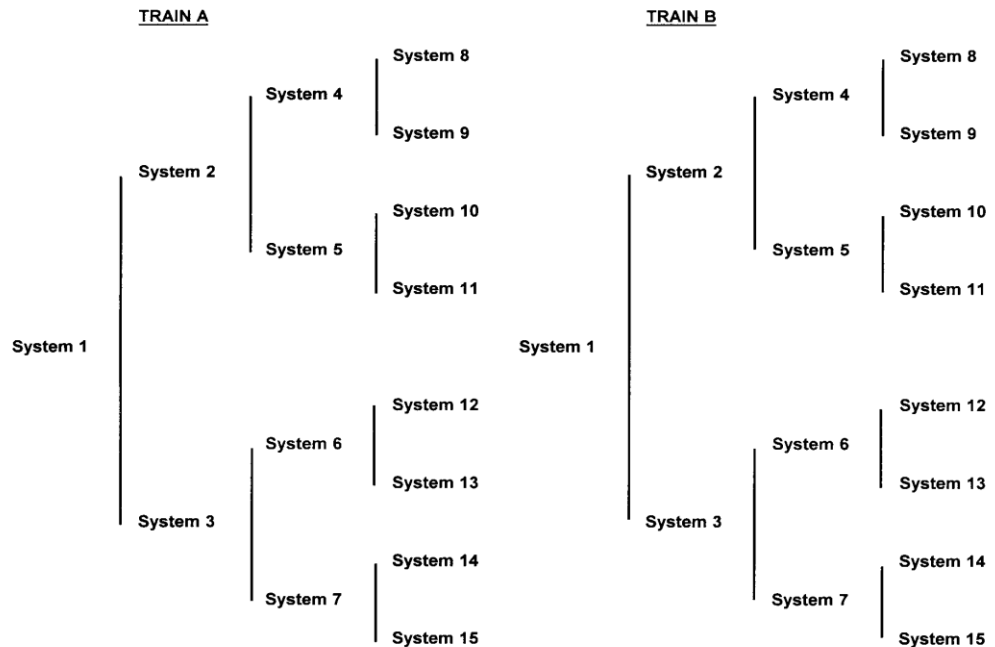 TRAIN A
System 8
System 4
System 9
System 2
System 10
System 5
System 11
System 1
System 12
System 6
System 13
System 3
System 14
System 7
System 15
TRAIN B
System 8
System 4
System 9
System 2
System 10
System 5
System 11
System 1
System 12
System 6
System 13
System 3
System 14
System 7
System 15